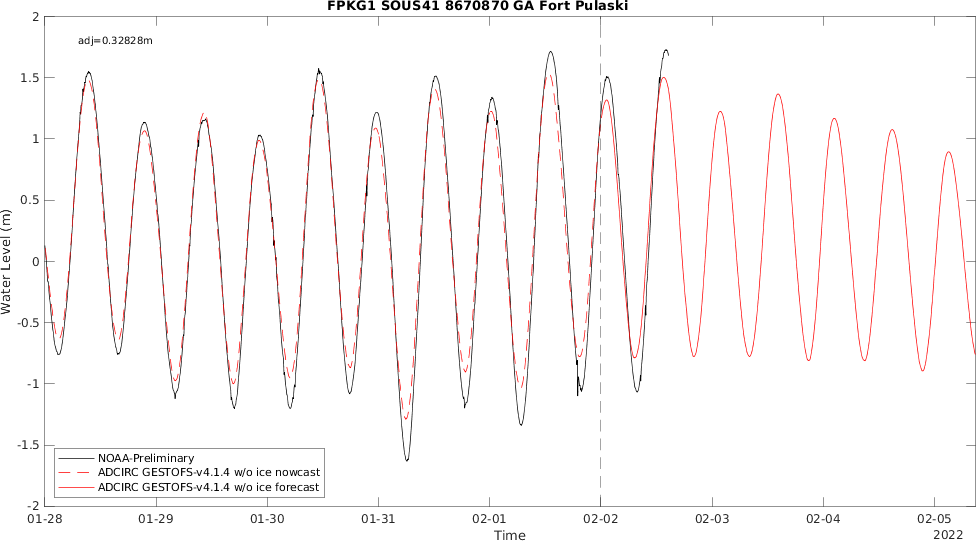 FPKG1 SOUS41 8670870 GA Fort Pulaski
adj=0.32828m
2
1.5
1
0.5
0
-0.5
-1
-1.5
-2
Water Level (m)
NOAA-Preliminary
ADCIRC GESTOFS-v4.1.4 w/o ice nowcast
ADCIRC GESTOFS-v4.1.4 w/o ice forecast
01-28 01-29 01-30 01-31 02-01 02-02 02-03 02-04 02-05
Time
2022